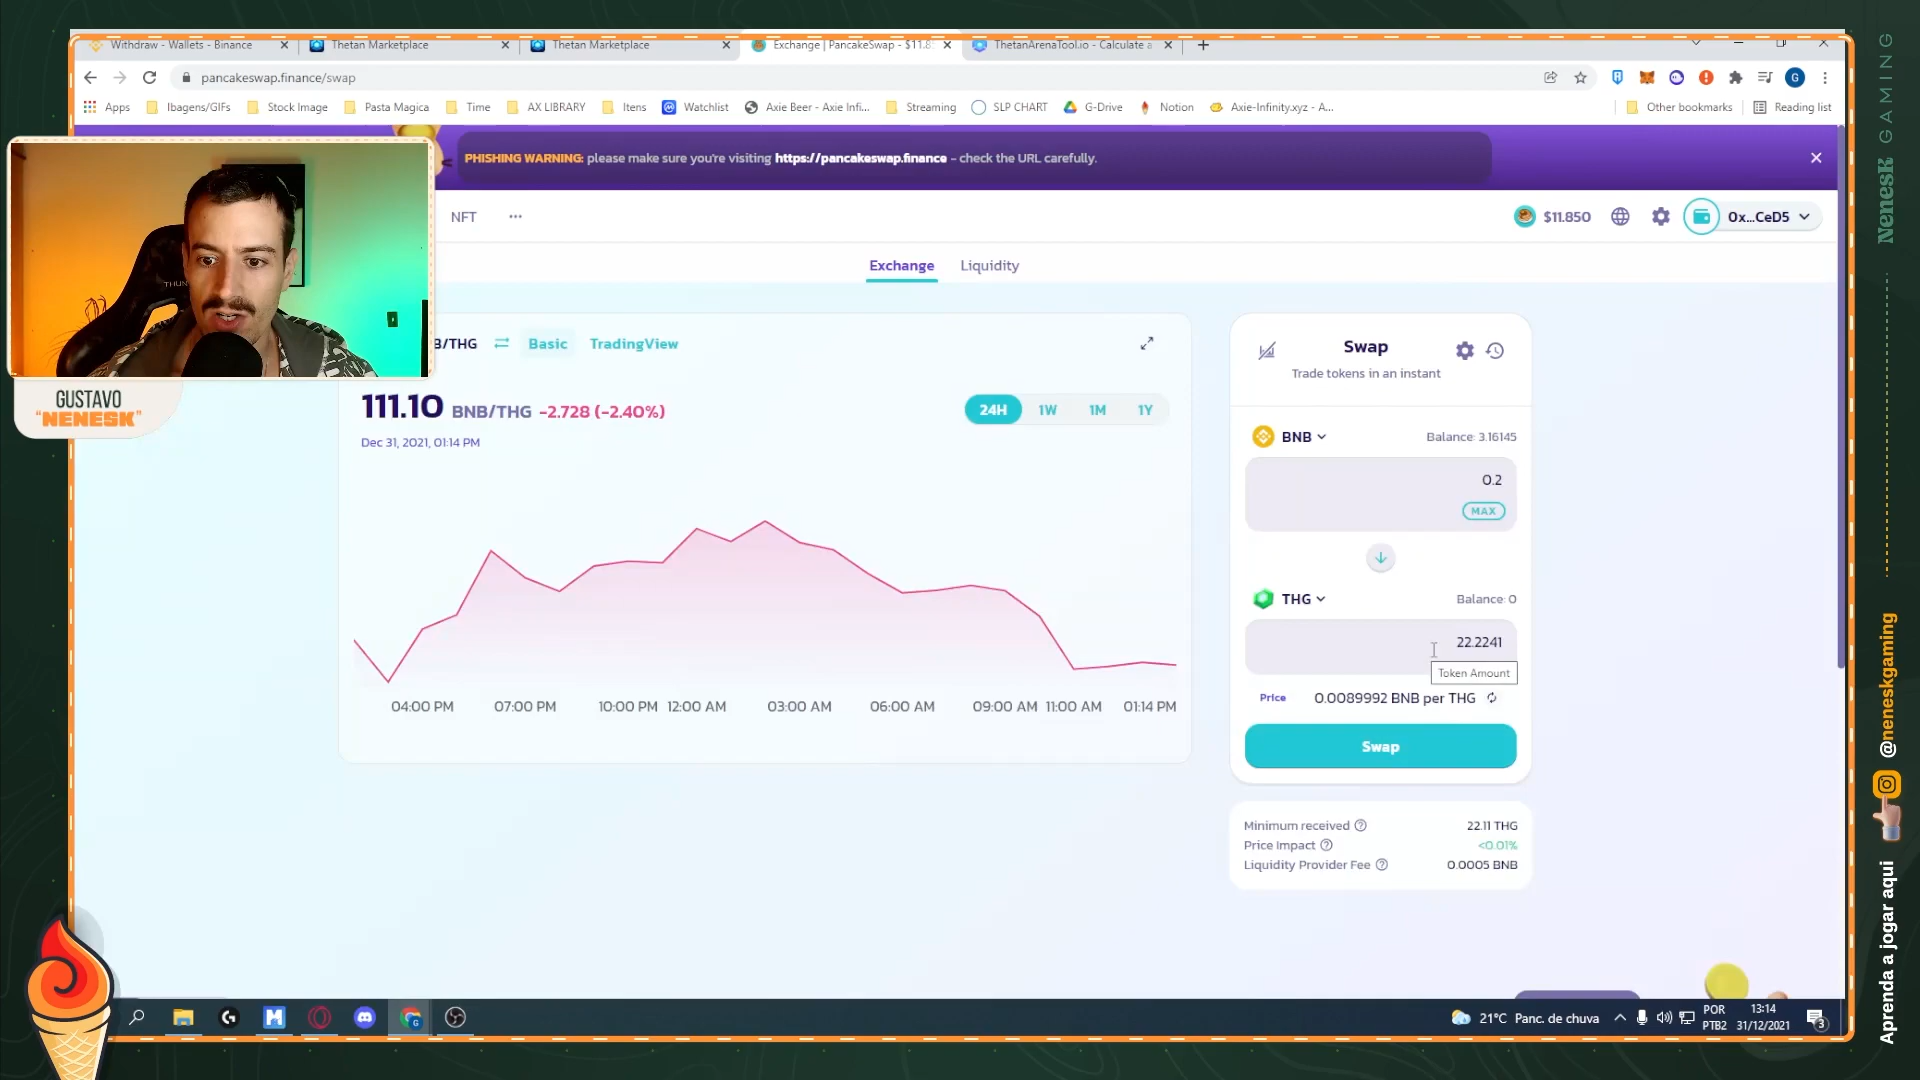 Withdraw - Wallets - Binance
Thetan Marketplace
Thetan Marketplace
Exchange | PancakeSwap - $11.8
ThetanArenaTool.io - Calculate a
pancakeswap.finance/swap
Apps
Ibagens/GIFs
Stock Image
Pasta Magica
Time
AX LIBRARY
Itens
Watchlist
Axie Beer - Axie Infi...
Streaming
SLP CHART
G-Drive
Notion
Axie-Infinity.xyz - A...
Other bookmarks
Reading list
PHISHING WARNING: please make sure you're visiting https://pancakeswap.finance - check the URL carefully.
NFT
$11.850
0x...CeD5
Exchange
Liquidity
B/THG
Basic
TradingView
111.10 BNB/THG -2.728 (-2.40%)
Dec 31, 2021, 01:14 PM
24H
1W
1M
1Y
04:00 PM
07:00 PM
10:00 PM
12:00 AM
03:00 AM
06:00 AM
09:00 AM
11:00 AM
01:14 PM
Swap
Trade tokens in an instant
BNB
Balance: 3.16145
0.2
MAX
THG
Balance: 0
22.2241
Token Amount
Price
0.0089992 BNB per THG
Swap
Minimum received
22.11 THG
Price Impact
<0.01%
Liquidity Provider Fee
0.0005 BNB
THUN
GUSTAVO
"NENESK"
NENESK GAMING
@neneskgaming
Aprenda a jogar aqui
21°C Panc. de chuva
POR
PTB2
13:14
31/12/2021
3